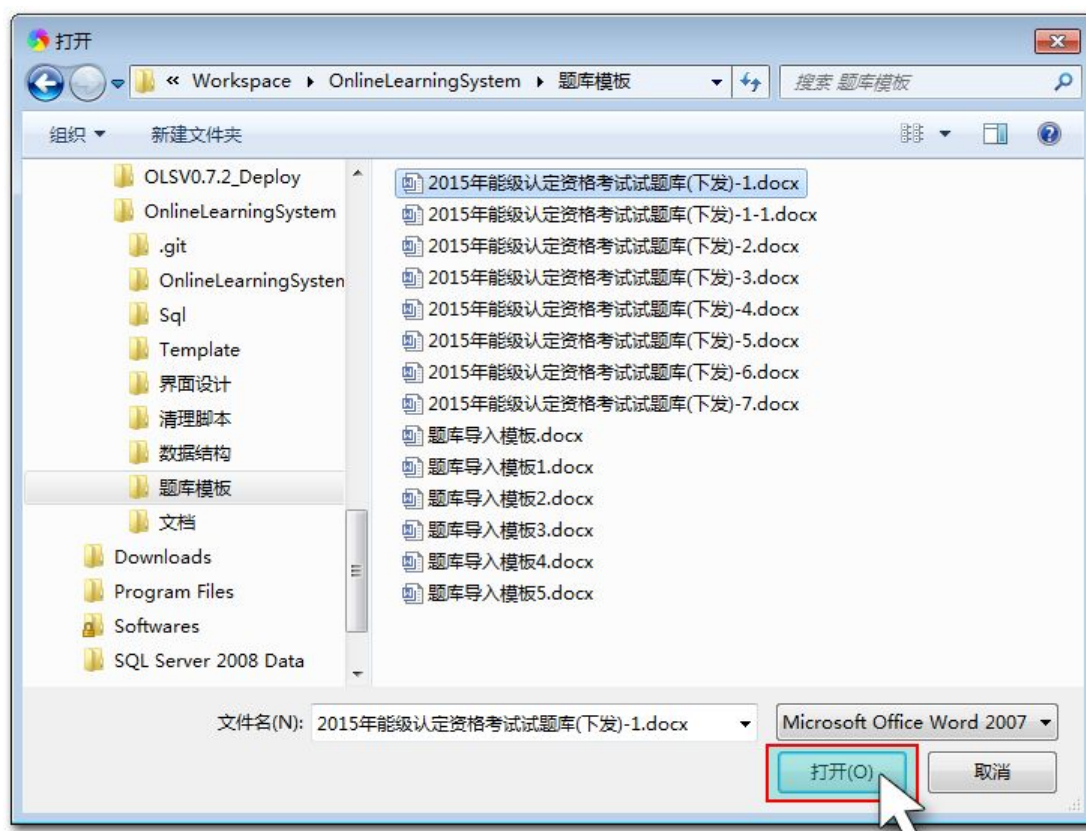 打开
« Workspace ▸ OnlineLearningSystem ▸ 题库模板
搜索 题库模板
组织 新建文件夹
OLSV0.7.2_Deploy
OnlineLearningSystem
.git
OnlineLearningSysten
Sql
Template
界面设计
清理脚本
数据结构
题库模板
文档
Downloads
Program Files
Softwares
SQL Server 2008 Data
2015年能级认定资格考试试题库(下发)-1.docx
2015年能级认定资格考试试题库(下发)-1-1.docx
2015年能级认定资格考试试题库(下发)-2.docx
2015年能级认定资格考试试题库(下发)-3.docx
2015年能级认定资格考试试题库(下发)-4.docx
2015年能级认定资格考试试题库(下发)-5.docx
2015年能级认定资格考试试题库(下发)-6.docx
2015年能级认定资格考试试题库(下发)-7.docx
题库导入模板.docx
题库导入模板1.docx
题库导入模板2.docx
题库导入模板3.docx
题库导入模板4.docx
题库导入模板5.docx
文件名(N): 2015年能级认定资格考试试题库(下发)-1.docx
Microsoft Office Word 2007
打开(O) 取消